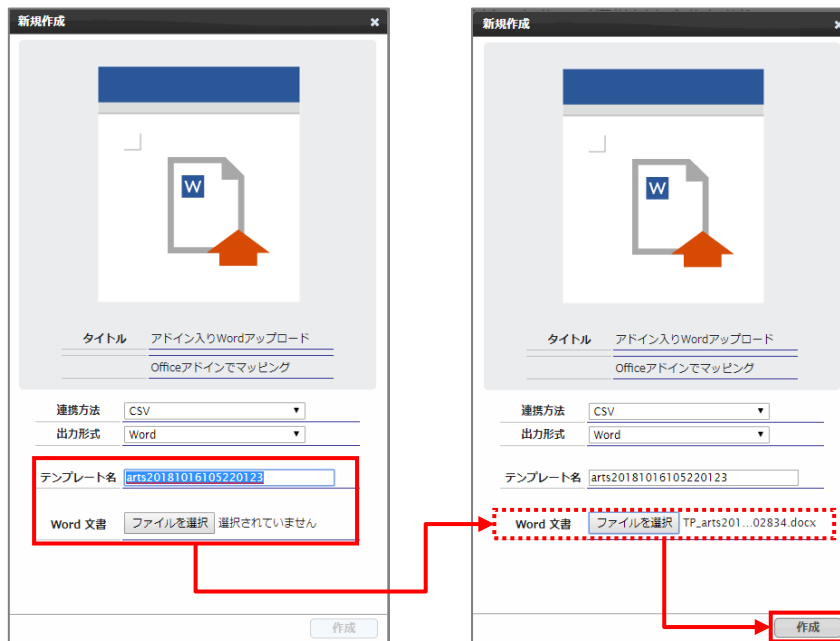 新規作成
W
タイトル アドイン入りWordアップロード
Officeアドインでマッピング
連携方法 CSV
出力形式 Word
テンプレート名 arts20181016105220123
Word 文書 ファイルを選択 選択されていません
作成
新規作成
W
タイトル アドイン入りWordアップロード
Officeアドインでマッピング
連携方法 CSV
出力形式 Word
テンプレート名 arts20181016105220123
Word 文書 ファイルを選択 TP_arts201...02834.docx
作成